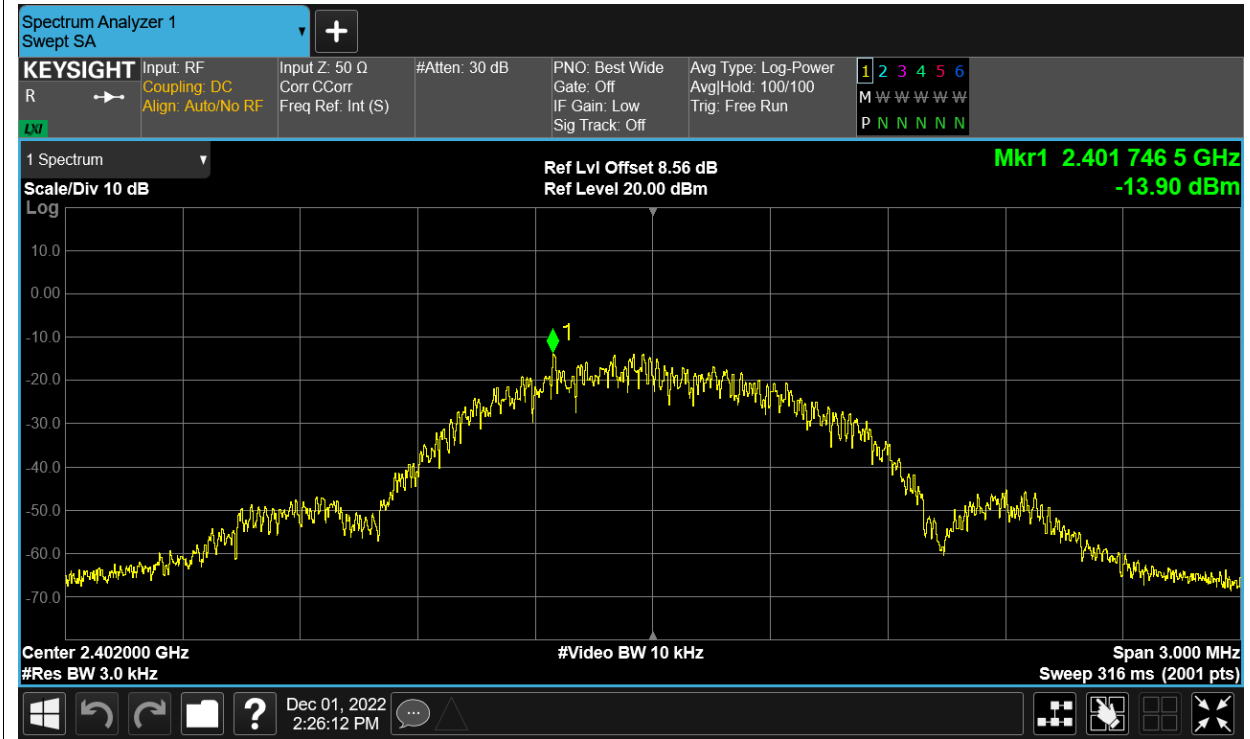 Spectrum Analyzer 1
Swept SA
KEYSIGHT
R
LXI
Input: RF
Coupling: DC
Align: Auto/No RF
Input Z: 50 Ω
Corr CCorr
Freq Ref: Int (S)
#Atten: 30 dB
PNO: Best Wide
Gate: Off
IF Gain: Low
Sig Track: Off
Avg Type: Log-Power
Avg|Hold: 100/100
Trig: Free Run
1 2 3 4 5 6
M W W W W W
P N N N N N
1 Spectrum
Scale/Div 10 dB
Log
Ref Lvl Offset 8.56 dB
Ref Level 20.00 dBm
Mkr1 2.401 746 5 GHz
-13.90 dBm
10.0
0.00
-10.0
1
-20.0
-30.0
-40.0
-50.0
-60.0
-70.0
Center 2.402000 GHz
#Video BW 10 kHz
Span 3.000 MHz
#Res BW 3.0 kHz
Sweep 316 ms (2001 pts)
?
Dec 01, 2022
2:26:12 PM